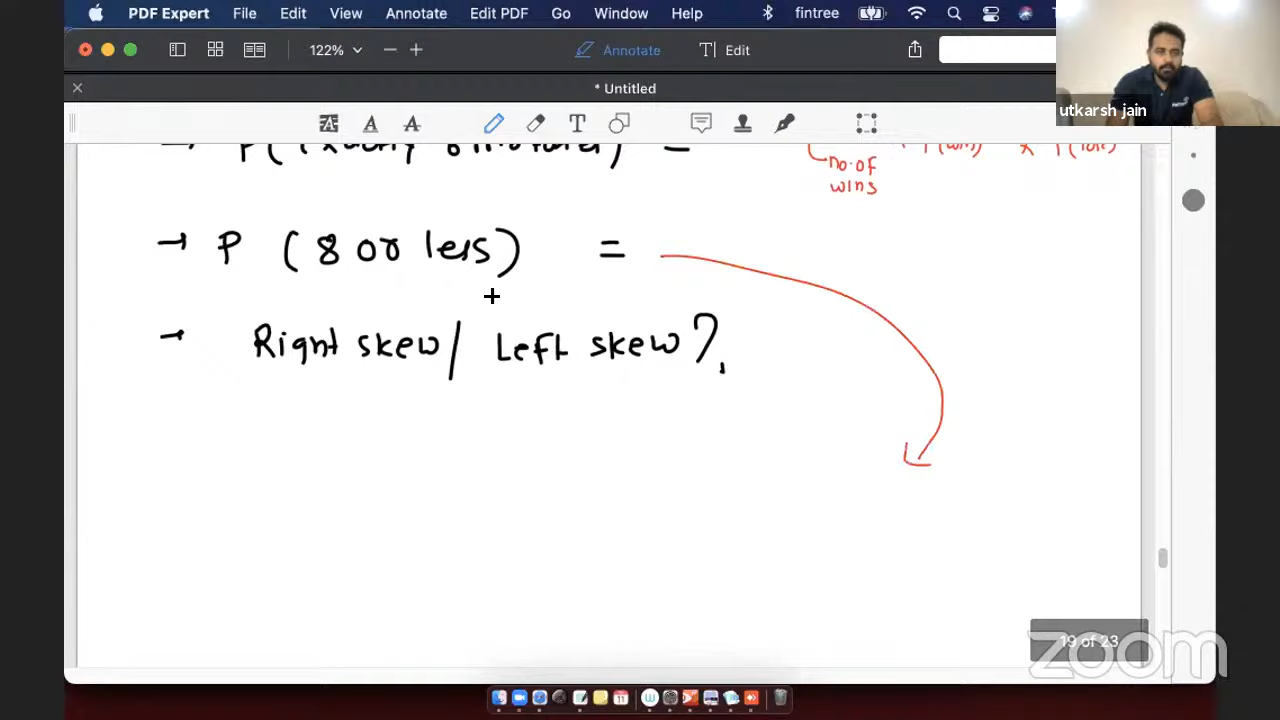 PDF Expert File Edit View Annotate Edit PDF Go Window Help fintree
122% Annotate Edit
* Untitled
utkarsh jain
no. of
wins
→ P (8 or less) =
→ Right skew / Left skew ?
19 of 23
zoom